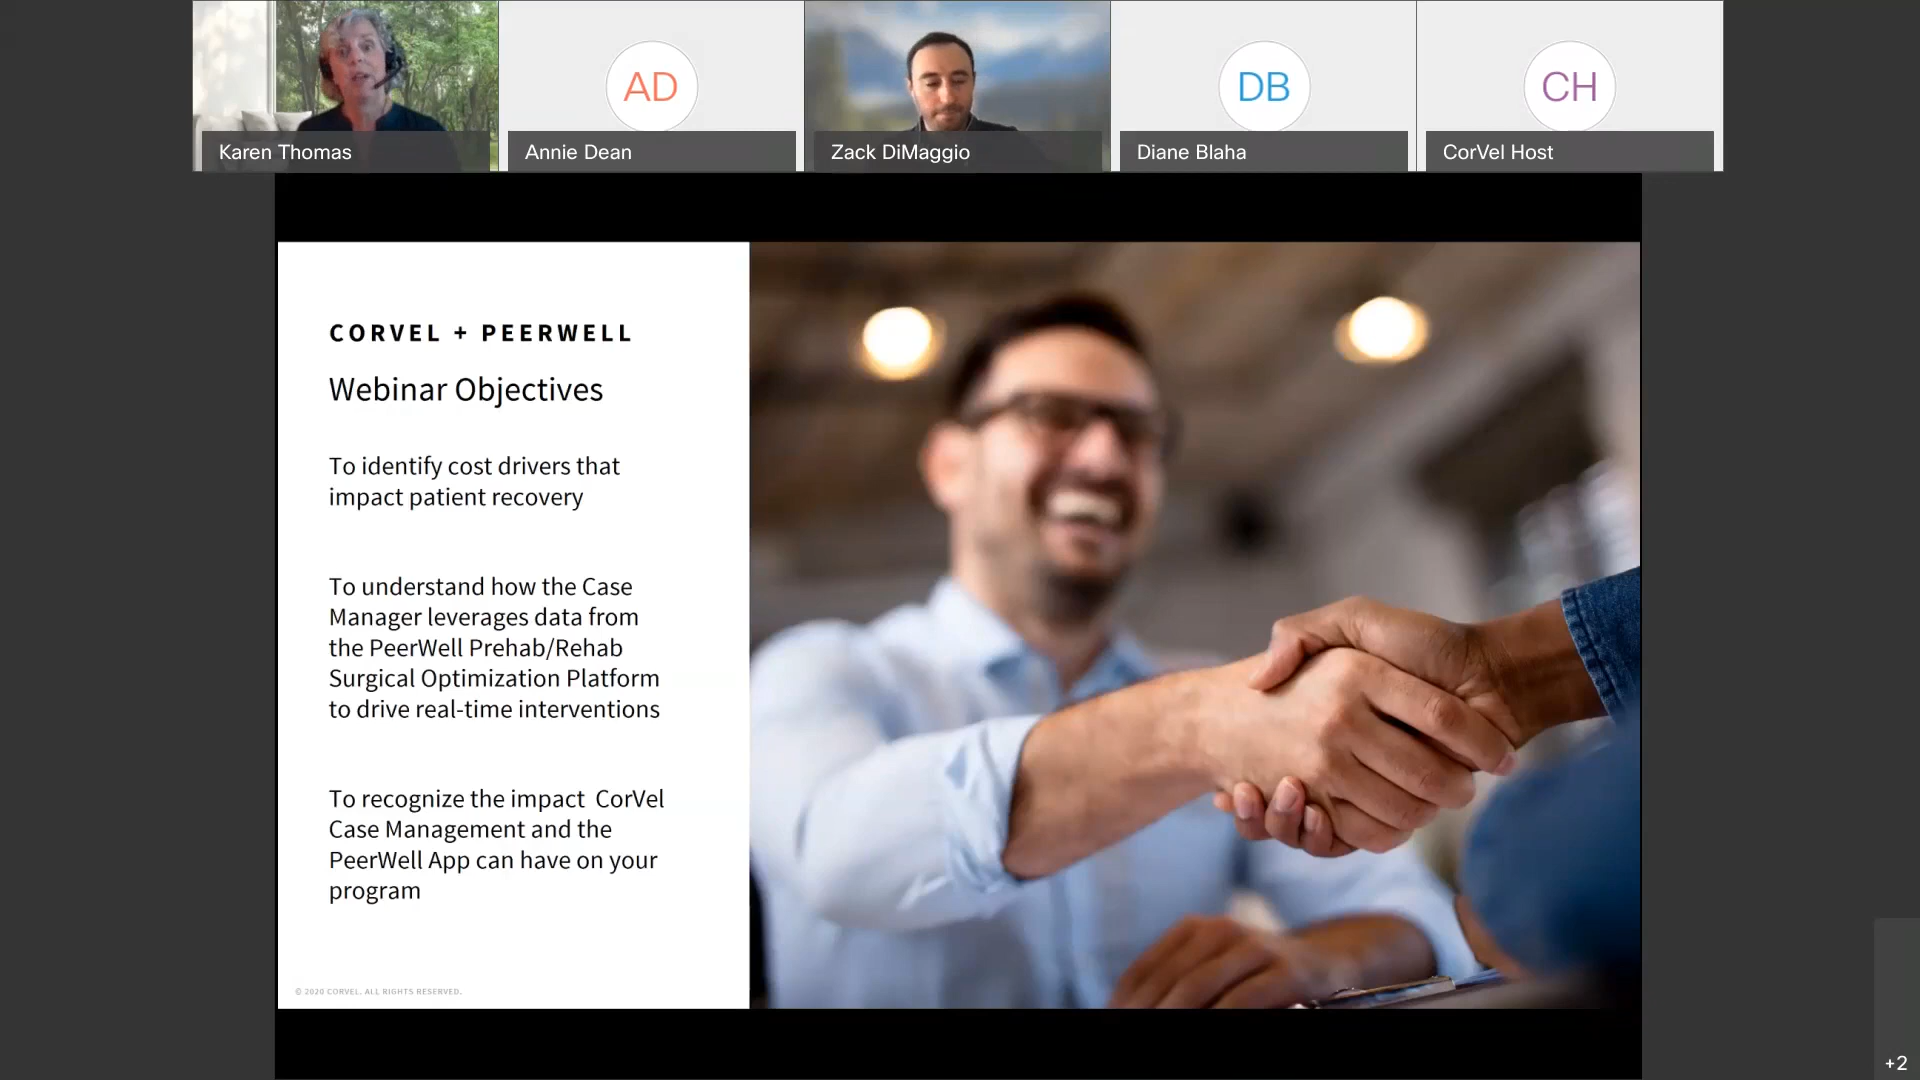 AD
DB
CH
Karen Thomas
Annie Dean
Zack DiMaggio
Diane Blaha
CorVel Host
CORVEL + PEERWELL
Webinar Objectives
To identify cost drivers that
impact patient recovery
To understand how the Case
Manager leverages data from
the PeerWell Prehab/Rehab
Surgical Optimization Platform
to drive real-time interventions
To recognize the impact  CorVel
Case Management and the
PeerWell App can have on your
program
© 2020 CORVEL. ALL RIGHTS RESERVED.
+2